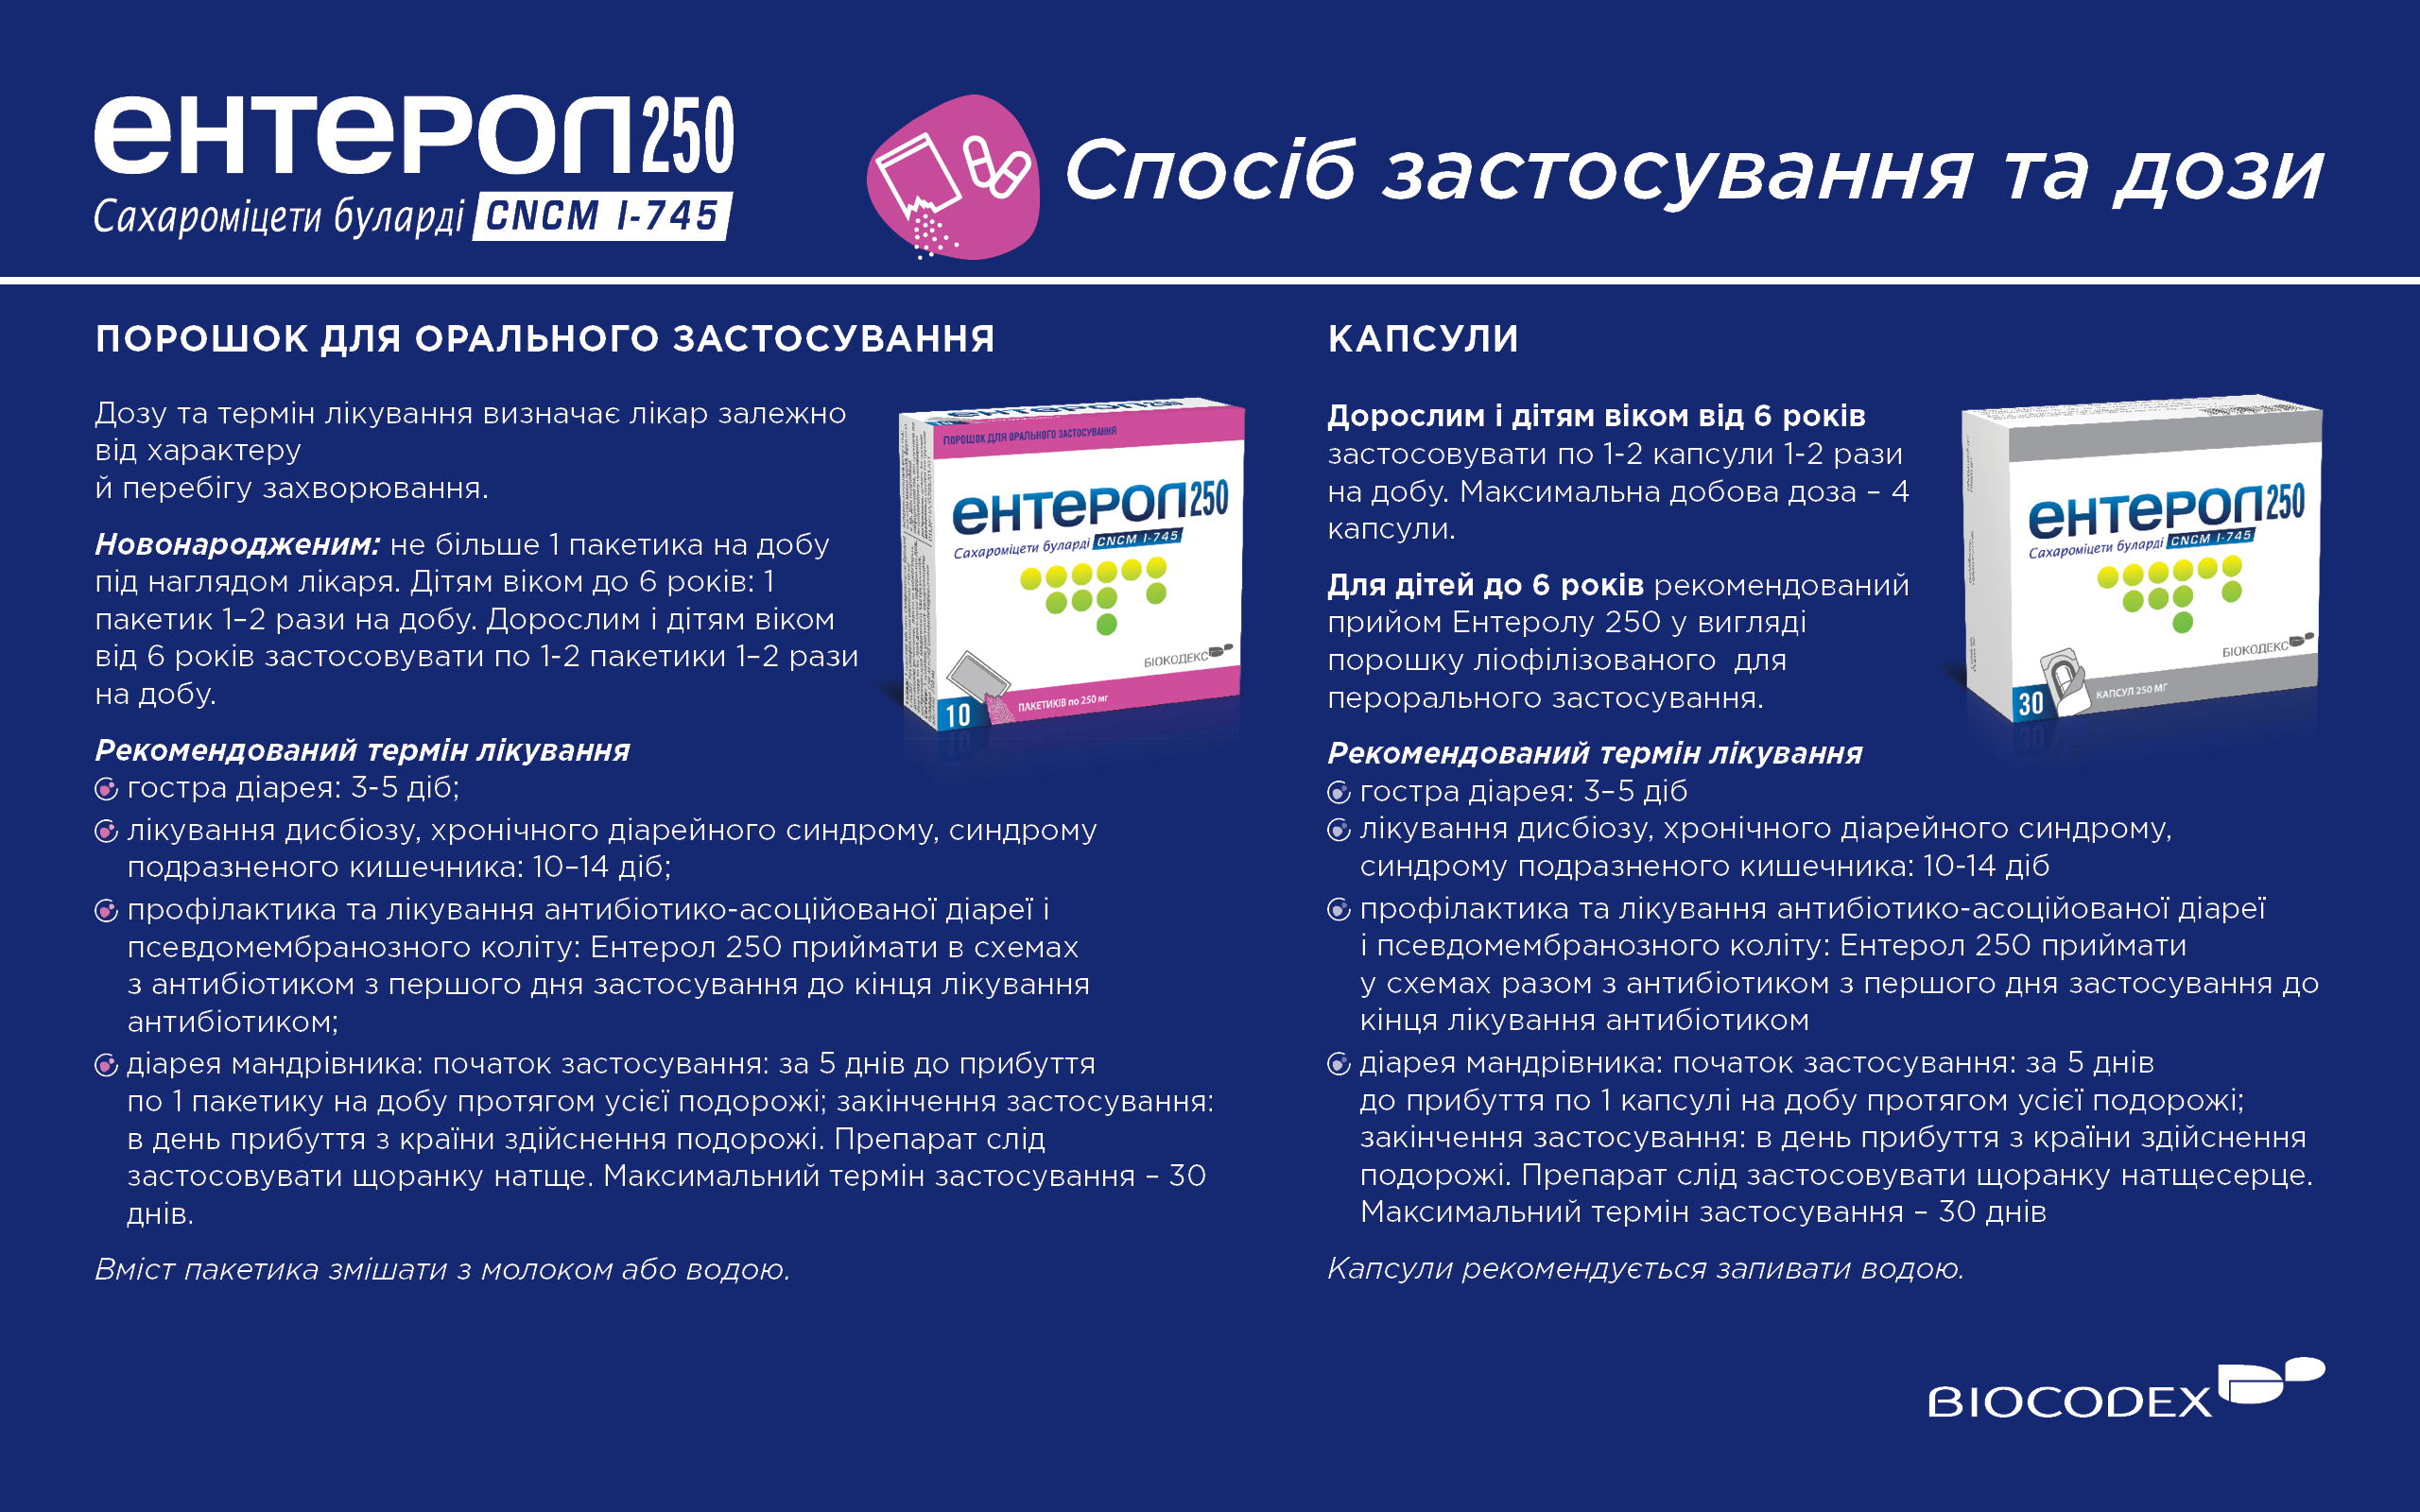 ентерол250
Сахароміцети буларді CNCM I-745
Спосіб застосування та дози
ПОРОШОК ДЛЯ ОРАЛЬНОГО ЗАСТОСУВАННЯ
Дозу та термін лікування визначає лікар залежно
від характеру
й перебігу захворювання.
Новонародженим: не більше 1 пакетика на добу
під наглядом лікаря. Дітям віком до 6 років: 1
пакетик 1–2 рази на добу. Дорослим і дітям віком
від 6 років застосовувати по 1-2 пакетики 1–2 рази
на добу.
ентерол250
ПОРОШОК ДЛЯ ОРАЛЬНОГО ЗАСТОСУВАННЯ
ентерол250
Сахароміцети буларді CNCM I-745
БІОКОДЕКС
10
ПАКЕТИКІВ по 250 мг
Рекомендований термін лікування
гостра діарея: 3-5 діб;
лікування дисбіозу, хронічного діарейного синдрому, синдрому
подразненого кишечника: 10–14 діб;
профілактика та лікування антибіотико-асоційованої діареї і
псевдомембранозного коліту: Ентерол 250 приймати в схемах
з антибіотиком з першого дня застосування до кінця лікування
антибіотиком;
діарея мандрівника: початок застосування: за 5 днів до прибуття
по 1 пакетику на добу протягом усієї подорожі; закінчення застосування:
в день прибуття з країни здійснення подорожі. Препарат слід
застосовувати щоранку натще. Максимальний термін застосування – 30
днів.
Вміст пакетика змішати з молоком або водою.
КАПСУЛИ
Дорослим і дітям віком від 6 років
застосовувати по 1-2 капсули 1-2 рази
на добу. Максимальна добова доза – 4
капсули.
Для дітей до 6 років рекомендований
прийом Ентеролу 250 у вигляді
порошку ліофілізованого для
перорального застосування.
ентерол250
Сахароміцети буларді CNCM I-745
БІОКОДЕКС
30
КАПСУЛ 250 МГ
Рекомендований термін лікування
гостра діарея: 3–5 діб
лікування дисбіозу, хронічного діарейного синдрому,
синдрому подразненого кишечника: 10-14 діб
профілактика та лікування антибіотико-асоційованої діареї
і псевдомембранозного коліту: Ентерол 250 приймати
у схемах разом з антибіотиком з першого дня застосування до
кінця лікування антибіотиком
діарея мандрівника: початок застосування: за 5 днів
до прибуття по 1 капсулі на добу протягом усієї подорожі;
закінчення застосування: в день прибуття з країни здійснення
подорожі. Препарат слід застосовувати щоранку натщесерце.
Максимальний термін застосування – 30 днів
Капсули рекомендується запивати водою.
BIOCODEX